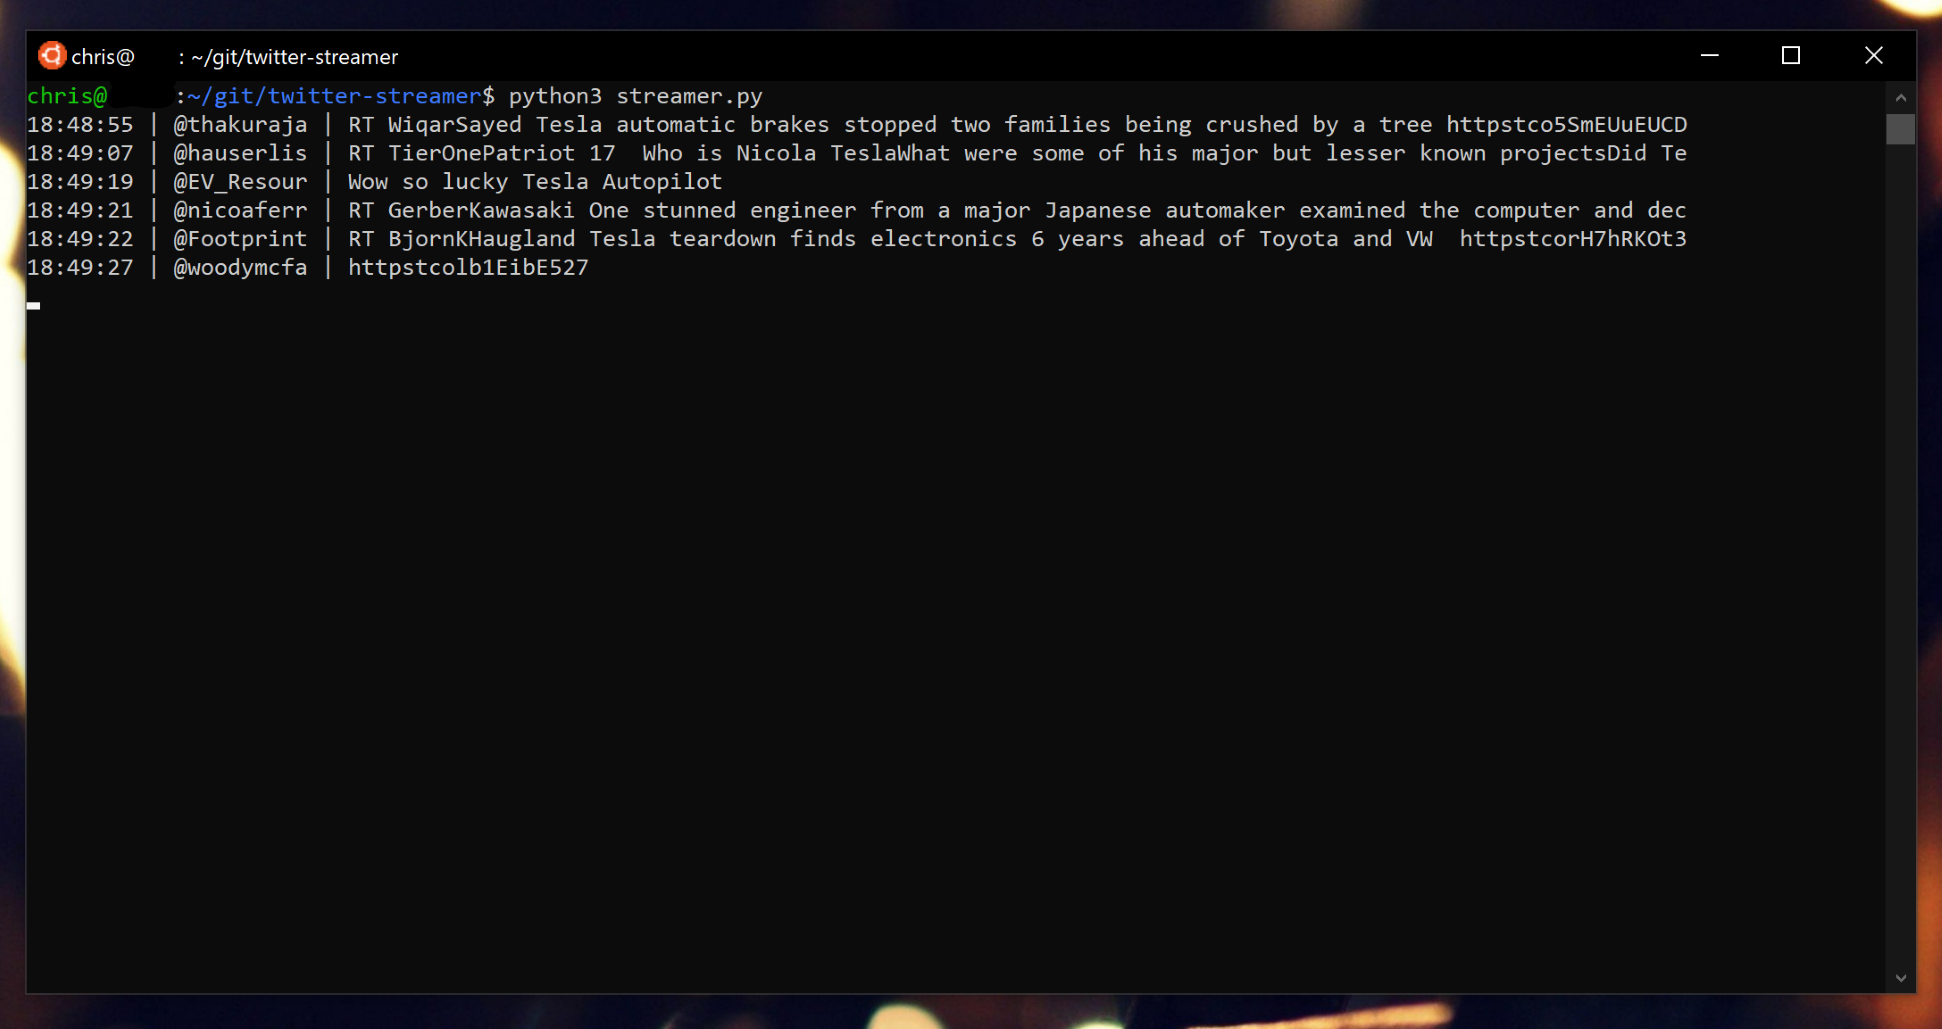 chris@ : ~/git/twitter-streamer
chris@ :~/git/twitter-streamer$ python3 streamer.py
18:48:55 | @thakuraja | RT WiqarSayed Tesla automatic brakes stopped two families being crushed by a tree httpstco5SmEUuEUCD
18:49:07 | @hauserlis | RT TierOnePatriot 17  Who is Nicola TeslaWhat were some of his major but lesser known projectsDid Te
18:49:19 | @EV_Resour | Wow so lucky Tesla Autopilot
18:49:21 | @nicoaferr | RT GerberKawasaki One stunned engineer from a major Japanese automaker examined the computer and dec
18:49:22 | @Footprint | RT BjornKHaugland Tesla teardown finds electronics 6 years ahead of Toyota and VW  httpstcorH7hRKOt3
18:49:27 | @woodymcfa | httpstcolb1EibE527